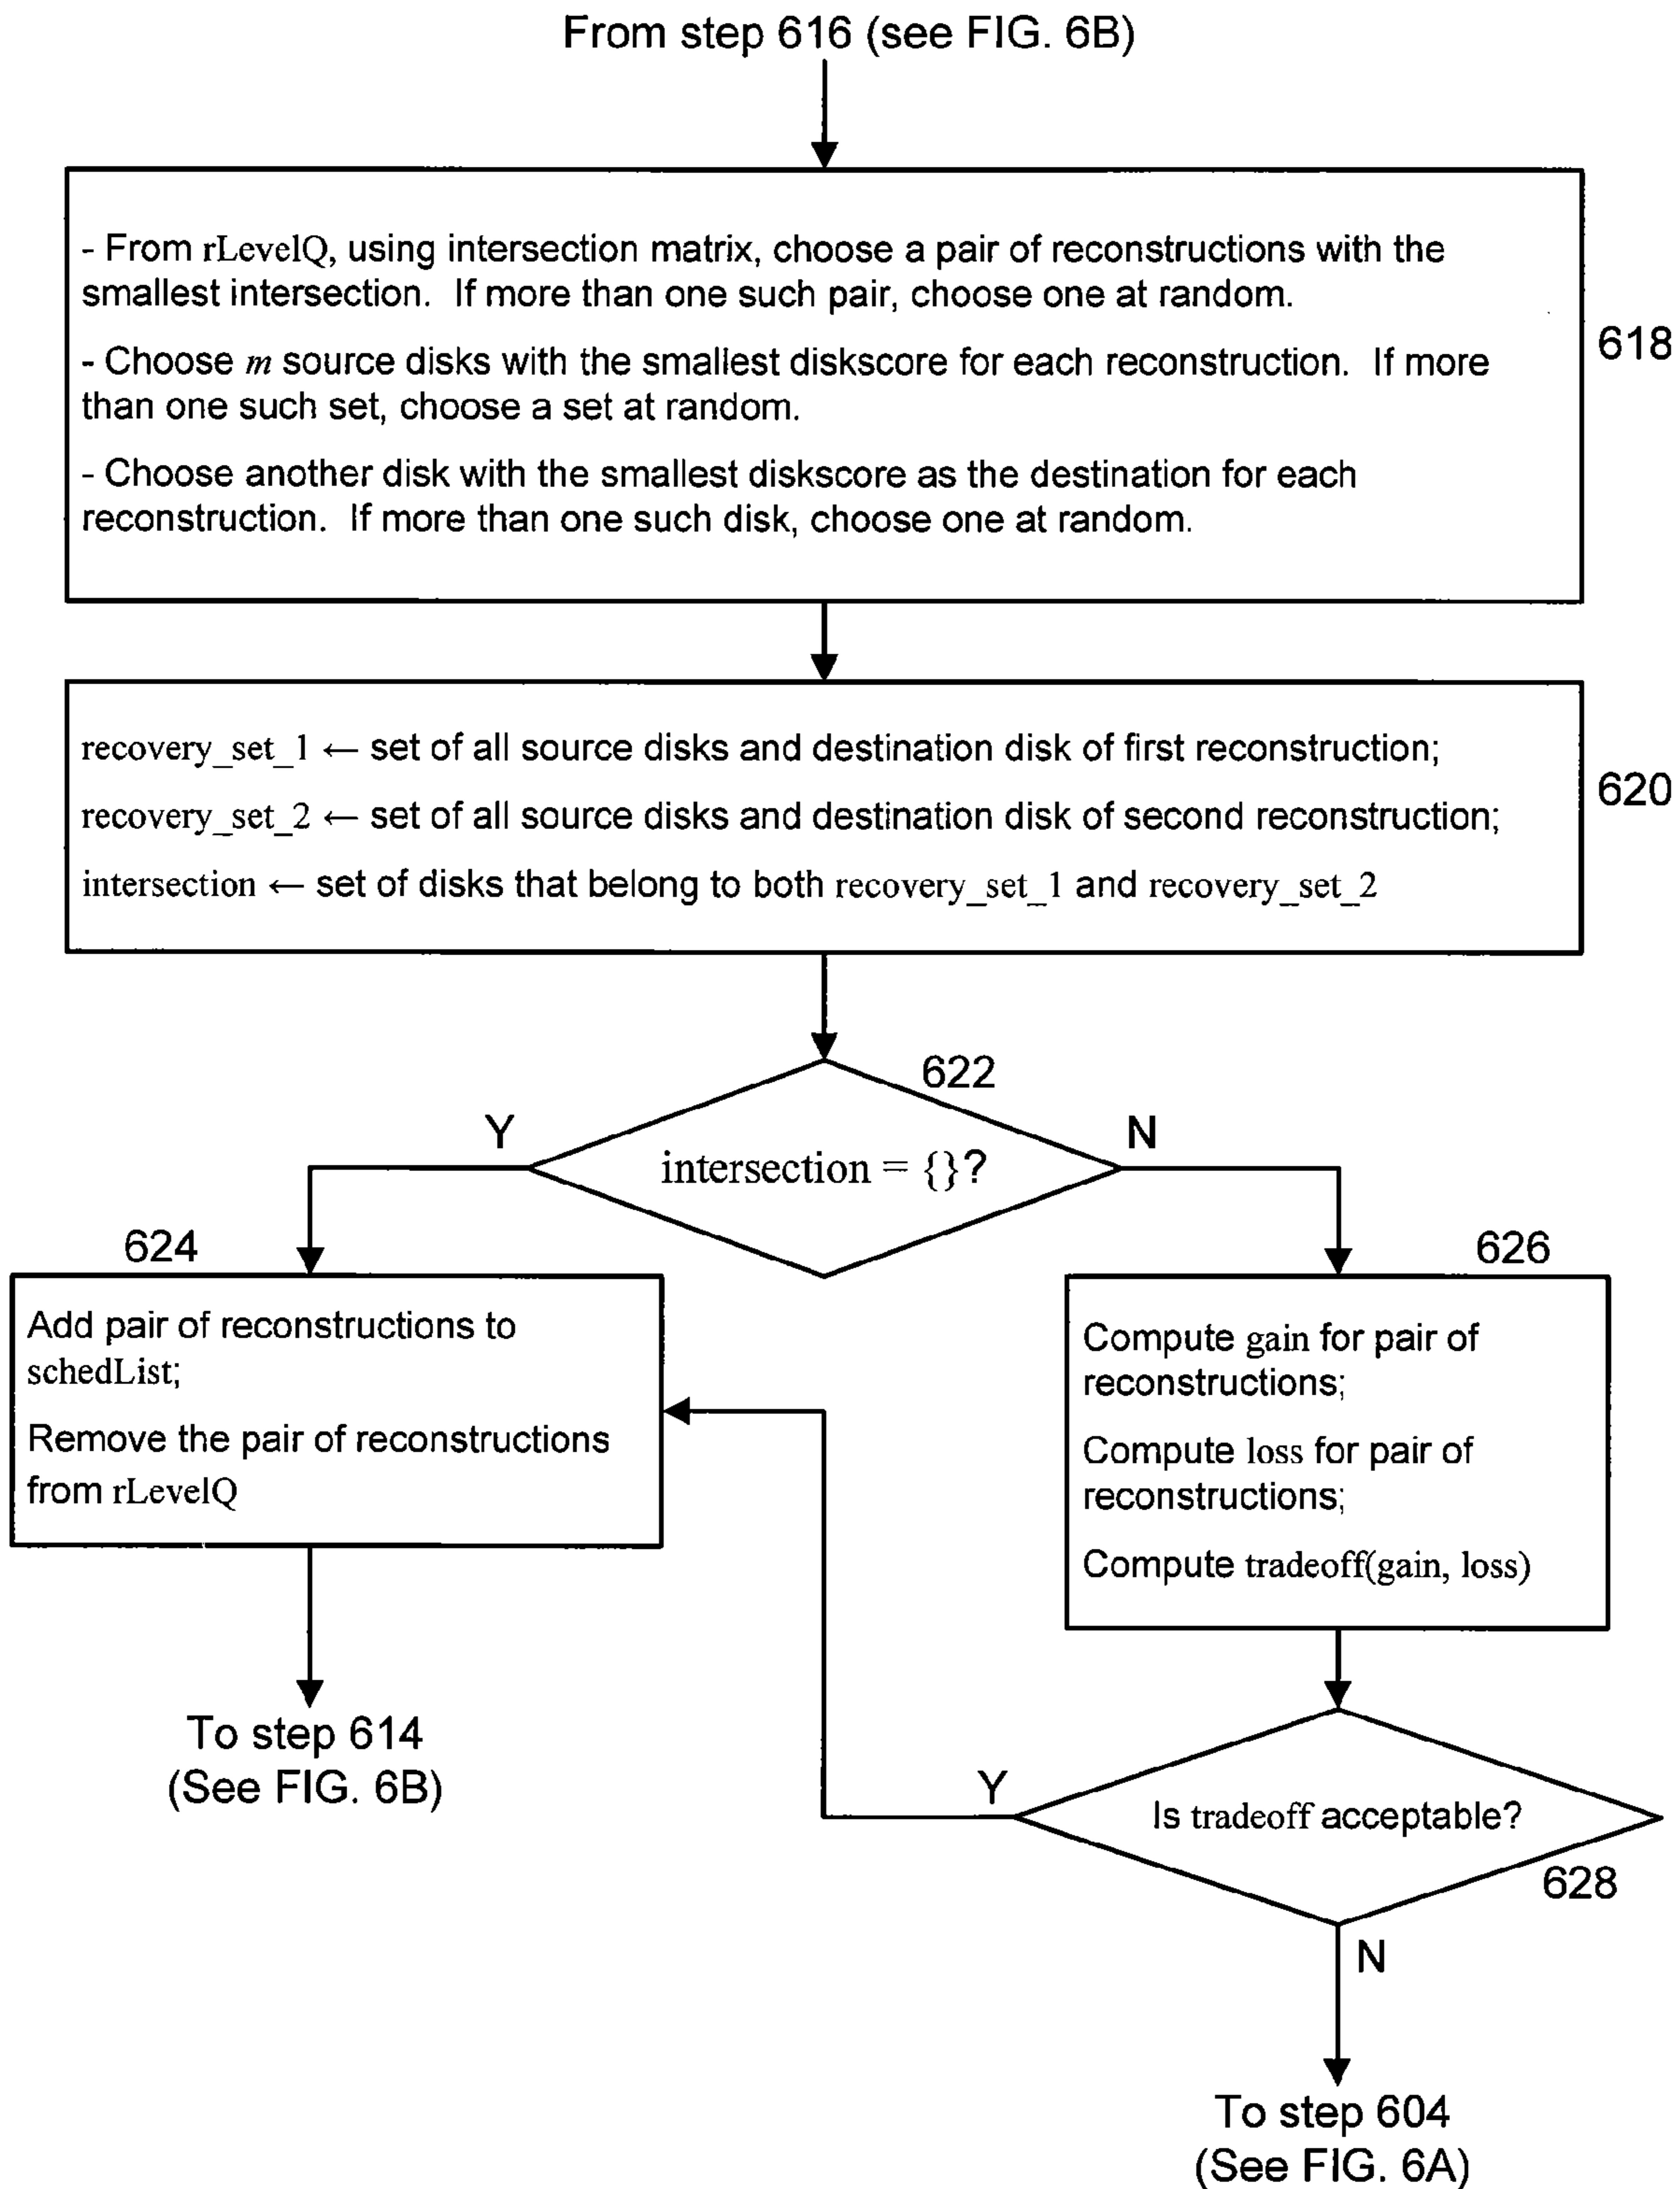 From step 616 (see FIG. 6B)
- From rLevelQ, using intersection matrix, choose a pair of reconstructions with the
smallest intersection.  If more than one such pair, choose one at random.
- Choose m source disks with the smallest diskscore for each reconstruction.  If more
than one such set, choose a set at random.
- Choose another disk with the smallest diskscore as the destination for each
reconstruction.  If more than one such disk, choose one at random.
618
recovery_set_1 ← set of all source disks and destination disk of first reconstruction;
recovery_set_2 ← set of all source disks and destination disk of second reconstruction;
intersection ← set of disks that belong to both recovery_set_1 and recovery_set_2
620
622
Y
N
intersection = {}?
624
Add pair of reconstructions to
schedList;
Remove the pair of reconstructions
from rLevelQ
626
Compute gain for pair of
reconstructions;
Compute loss for pair of
reconstructions;
Compute tradeoff(gain, loss)
To step 614
(See FIG. 6B)
Y
Is tradeoff acceptable?
628
N
To step 604
(See FIG. 6A)